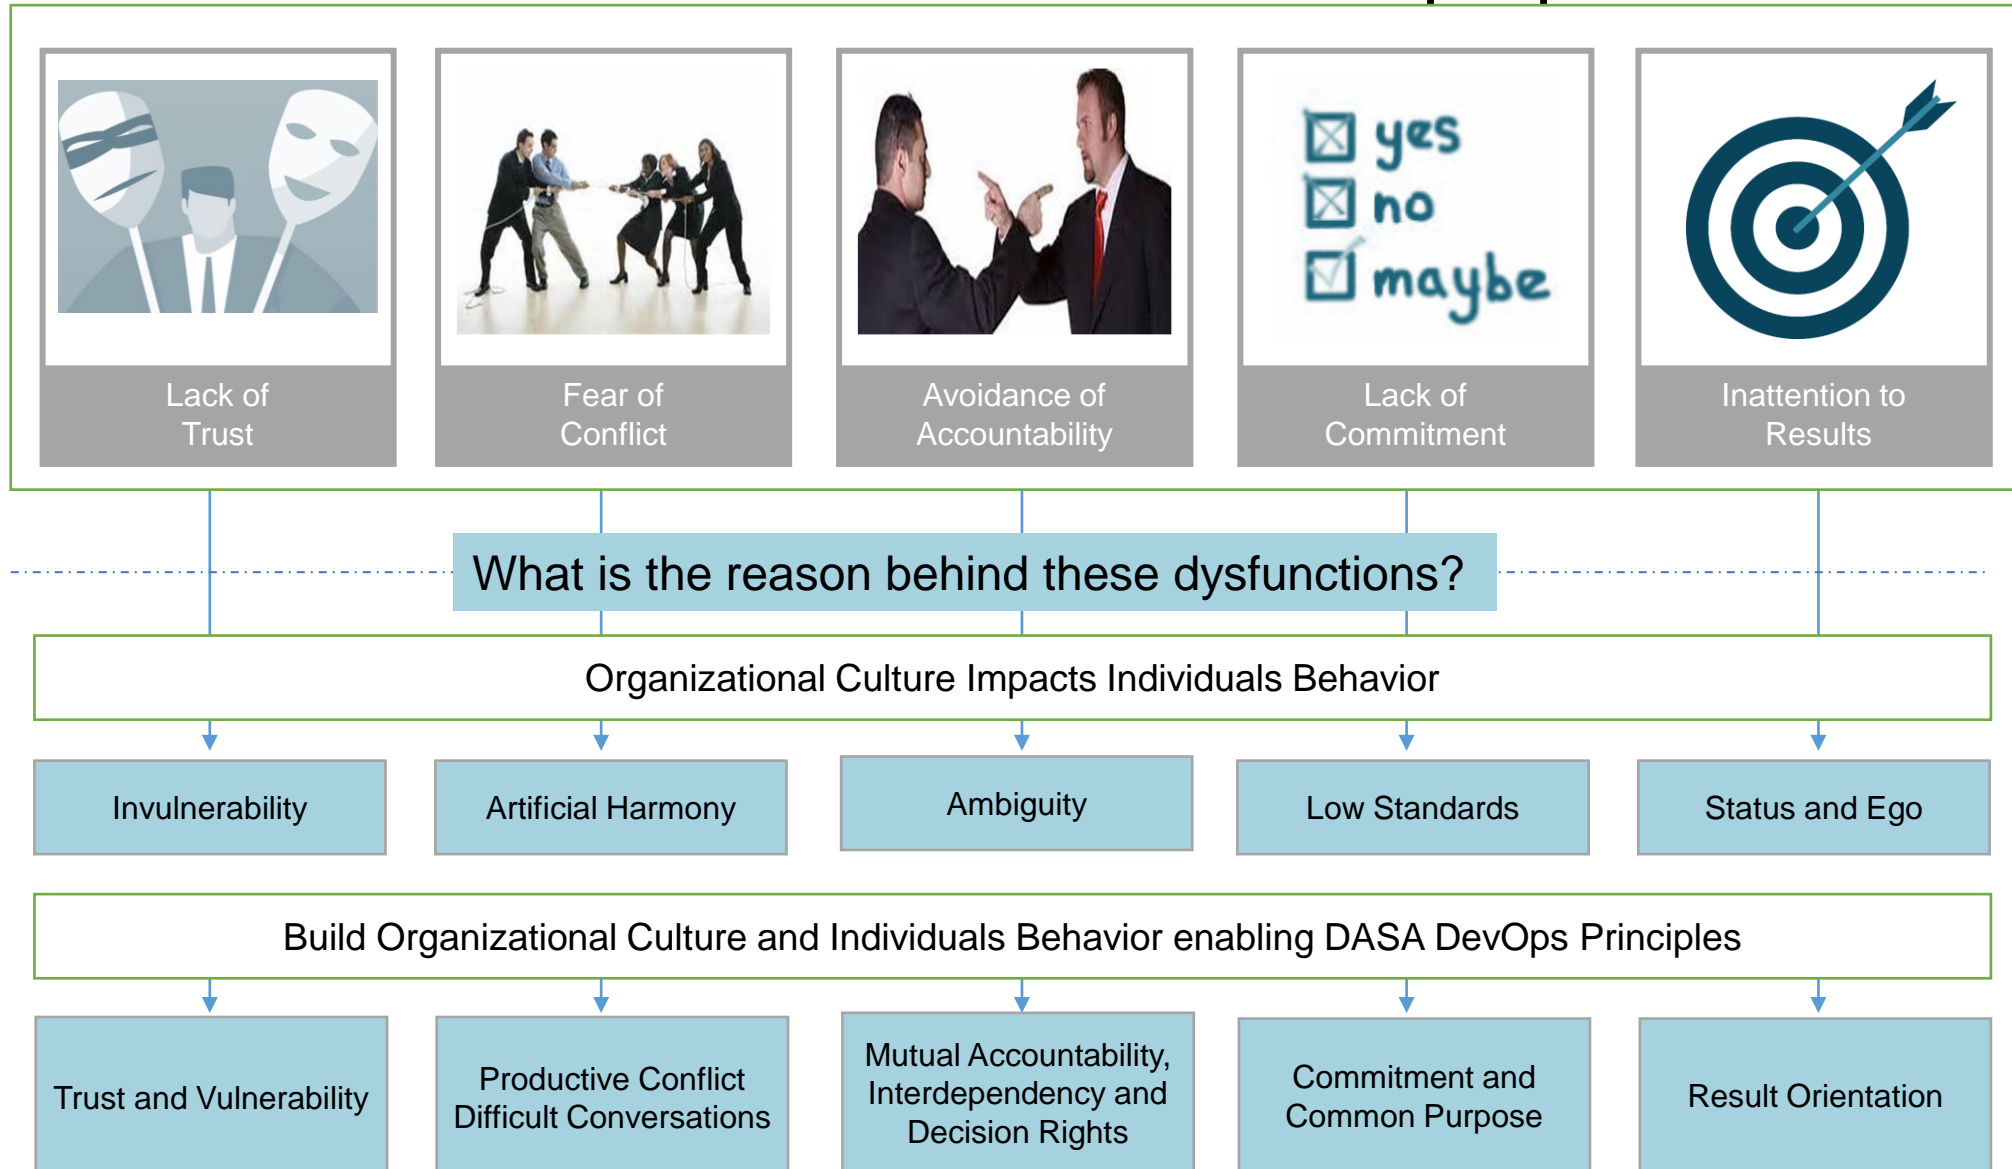 yes
no
maybe
Lack of
Trust
Fear of
Conflict
Avoidance of
Accountability
Lack of
Commitment
Inattention to
Results
What is the reason behind these dysfunctions?
Organizational Culture Impacts Individuals Behavior
Invulnerability
Artificial Harmony
Ambiguity
Low Standards
Status and Ego
Build Organizational Culture and Individuals Behavior enabling DASA DevOps Principles
Trust and Vulnerability
Productive Conflict
Difficult Conversations
Mutual Accountability,
Interdependency and
Decision Rights
Commitment and
Common Purpose
Result Orientation